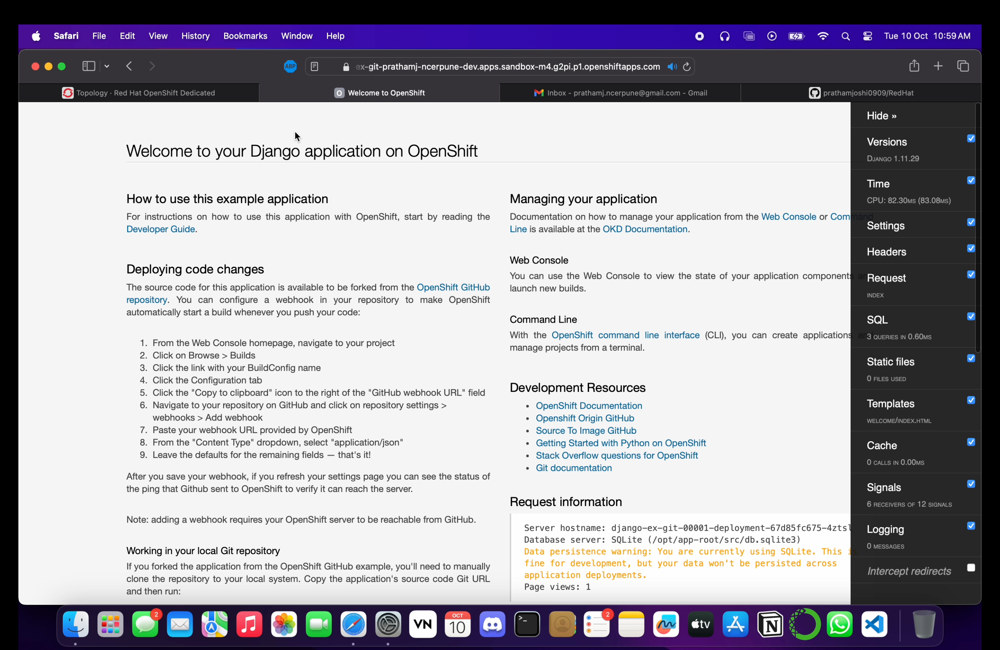 Safari File Edit View History Bookmarks Window Help
Tue 10 Oct 10:59 AM
ABP
ex-git-prathamj-ncerpune-dev.apps.sandbox-m4.g2pi.p1.openshiftapps.com
Topology · Red Hat OpenShift Dedicated
O Welcome to OpenShift
Inbox - prathamj.ncerpune@gmail.com - Gmail
prathamjoshi0909/RedHat
Welcome to your Django application on OpenShift
How to use this example application
For instructions on how to use this application with OpenShift, start by reading the
Developer Guide.
Deploying code changes
The source code for this application is available to be forked from the OpenShift GitHub
repository. You can configure a webhook in your repository to make OpenShift
automatically start a build whenever you push your code:
1. From the Web Console homepage, navigate to your project
2. Click on Browse > Builds
3. Click the link with your BuildConfig name
4. Click the Configuration tab
5. Click the "Copy to clipboard" icon to the right of the "GitHub webhook URL" field
6. Navigate to your repository on GitHub and click on repository settings >
webhooks > Add webhook
7. Paste your webhook URL provided by OpenShift
8. From the "Content Type" dropdown, select "application/json"
9. Leave the defaults for the remaining fields — that's it!
After you save your webhook, if you refresh your settings page you can see the status of
the ping that Github sent to OpenShift to verify it can reach the server.
Note: adding a webhook requires your OpenShift server to be reachable from GitHub.
Working in your local Git repository
If you forked the application from the OpenShift GitHub example, you'll need to manually
clone the repository to your local system. Copy the application's source code Git URL
and then run:
Managing your application
Documentation on how to manage your application from the Web Console or Command
Line is available at the OKD Documentation.
Web Console
You can use the Web Console to view the state of your application components an
launch new builds.
Command Line
With the OpenShift command line interface (CLI), you can create applications and
manage projects from a terminal.
Development Resources
• OpenShift Documentation
• Openshift Origin GitHub
• Source To Image GitHub
• Getting Started with Python on OpenShift
• Stack Overflow questions for OpenShift
• Git documentation
Request information
Server hostname: django-ex-git-00001-deployment-67d85fc675-4ztsl
Database server: SQLite (/opt/app-root/src/db.sqlite3)
Data persistence warning: You are currently using SQLite. This is
fine for development, but your data won't be persisted across
application deployments.
Page views: 1
Hide »
Versions
DJANGO 1.11.29
Time
CPU: 82.30MS (83.08MS)
Settings
Headers
Request
INDEX
SQL
3 QUERIES IN 0.60MS
Static files
0 FILES USED
Templates
WELCOME/INDEX.HTML
Cache
0 CALLS IN 0.00MS
Signals
6 RECEIVERS OF 12 SIGNALS
Logging
0 MESSAGES
Intercept redirects
2
VN
OCT
10
2
tv
N